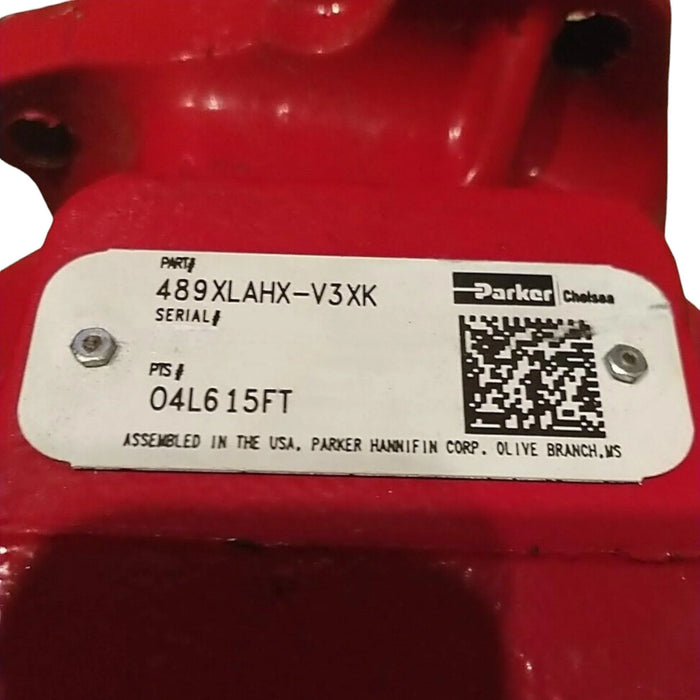 PART#
489XLAHX-V3XK
SERIAL#
Parker Chelsea
PTS #
04L615FT
ASSEMBLED IN THE USA. PARKER HANNIFIN CORP. OLIVE BRANCH,MS